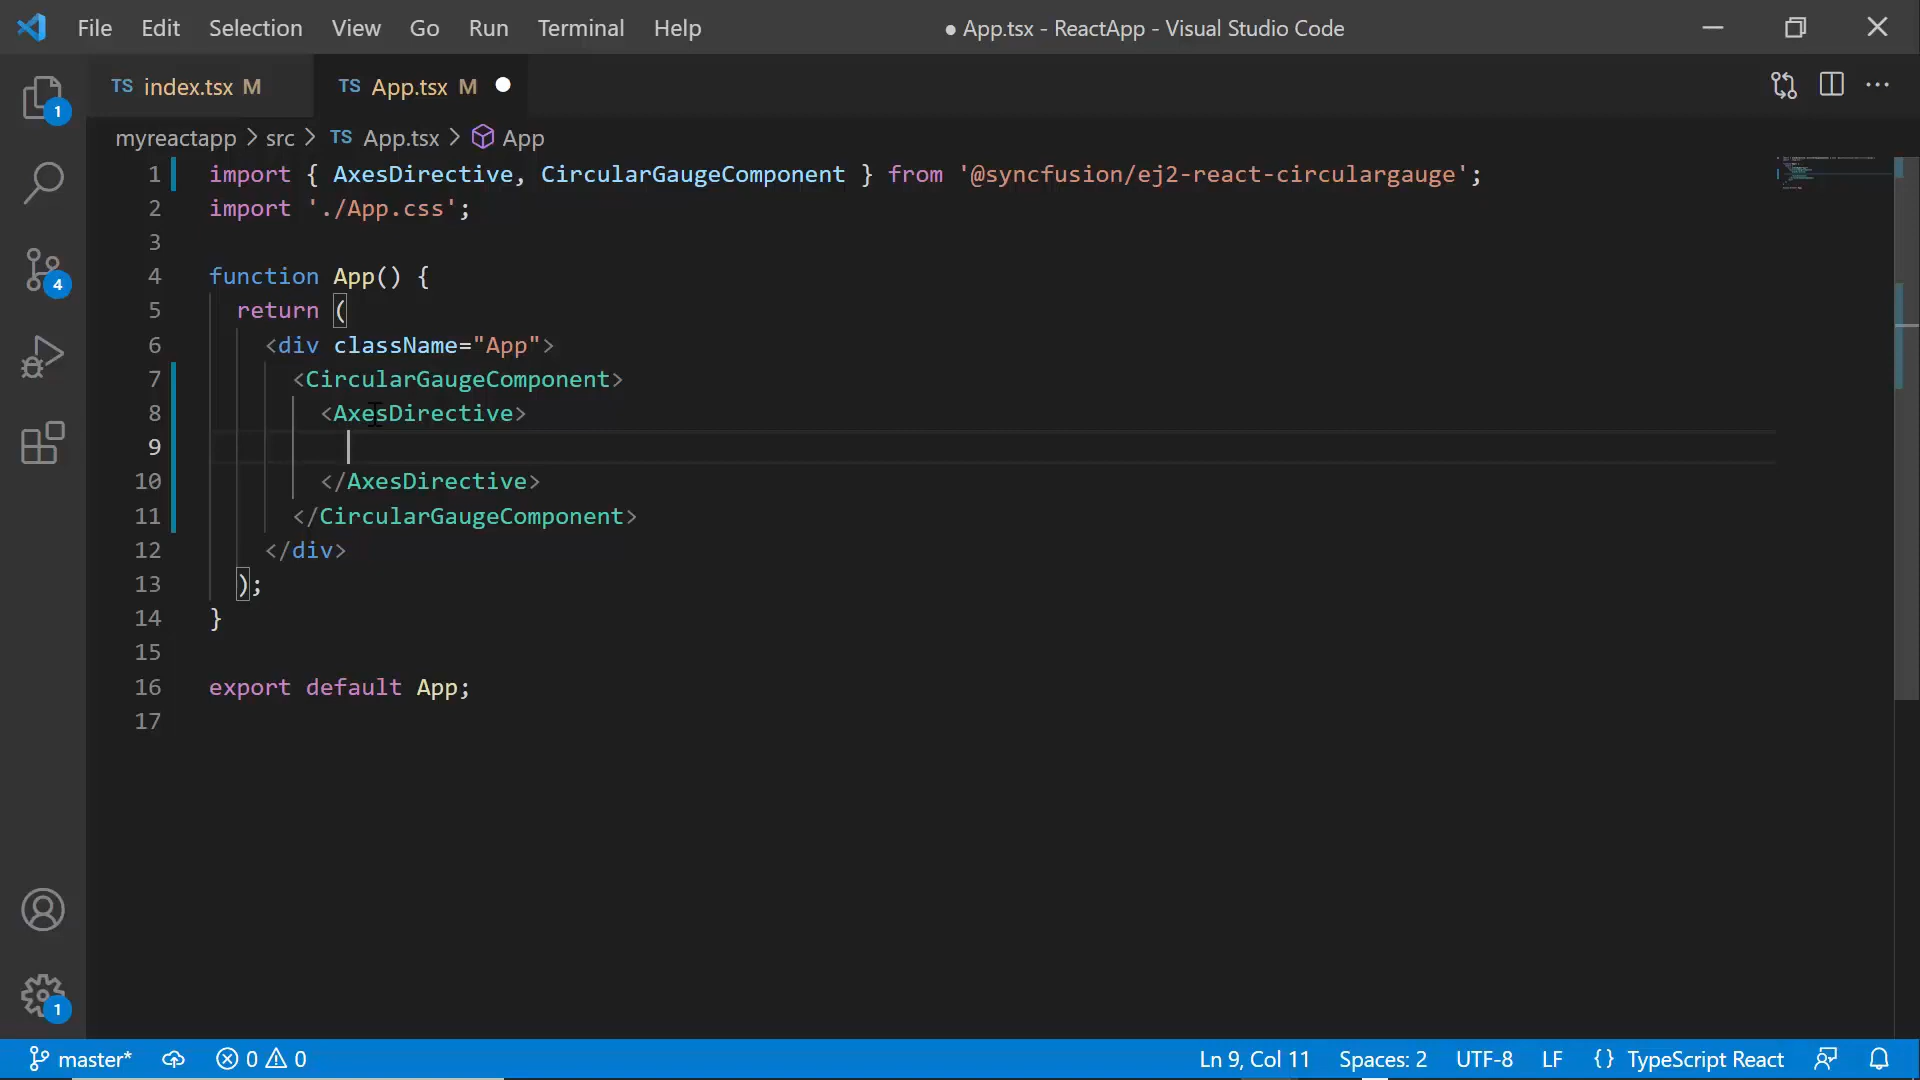 File Edit Selection View Go Run Terminal Help ● App.tsx - ReactApp - Visual Studio Code
TS index.tsx M TS App.tsx M
myreactapp > src > TS App.tsx > App
1 import { AxesDirective, CircularGaugeComponent } from '@syncfusion/ej2-react-circulargauge';
2 import './App.css';
3
4 function App() {
5 return (
6 <div className="App">
7 <CircularGaugeComponent>
8 <AxesDirective>
9
10 </AxesDirective>
11 </CircularGaugeComponent>
12 </div>
13 );
14 }
15
16 export default App;
17
1
4
1
master* 0 0 Ln 9, Col 11 Spaces: 2 UTF-8 LF {} TypeScript React